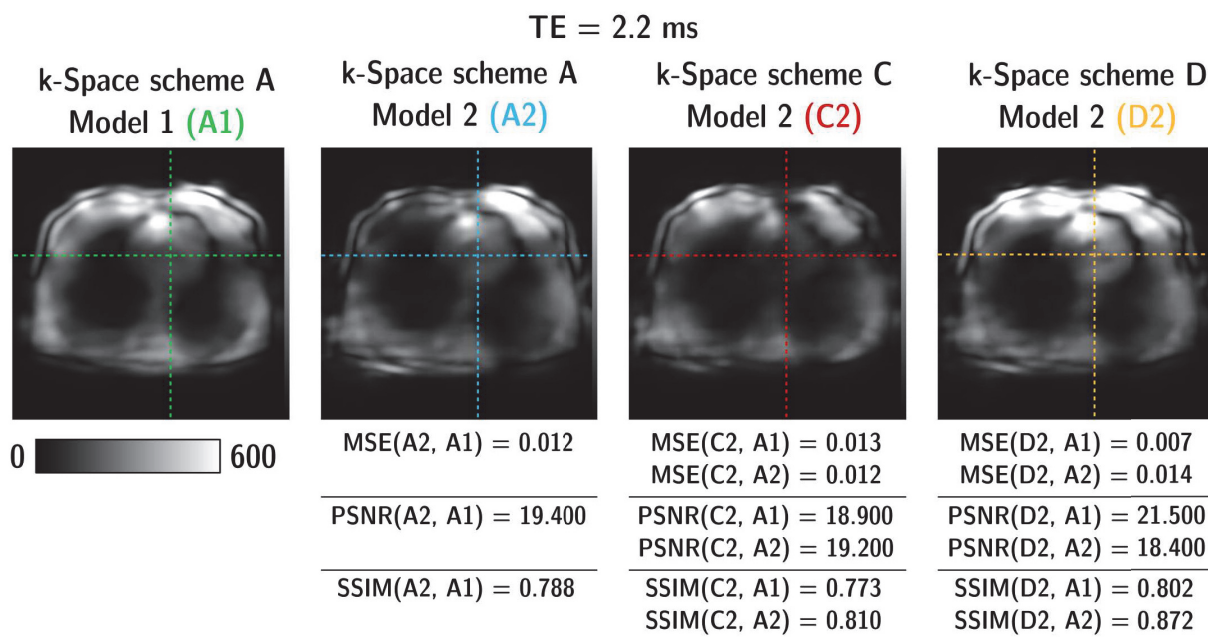 TE = 2.2 ms
k-Space scheme A
Model 1 (A1)
k-Space scheme A
Model 2 (A2)
k-Space scheme C
Model 2 (C2)
k-Space scheme D
Model 2 (D2)
0 600
MSE(A2, A1) = 0.012
PSNR(A2, A1) = 19.400
SSIM(A2, A1) = 0.788
MSE(C2, A1) = 0.013
MSE(C2, A2) = 0.012
PSNR(C2, A1) = 18.900
PSNR(C2, A2) = 19.200
SSIM(C2, A1) = 0.773
SSIM(C2, A2) = 0.810
MSE(D2, A1) = 0.007
MSE(D2, A2) = 0.014
PSNR(D2, A1) = 21.500
PSNR(D2, A2) = 18.400
SSIM(D2, A1) = 0.802
SSIM(D2, A2) = 0.872